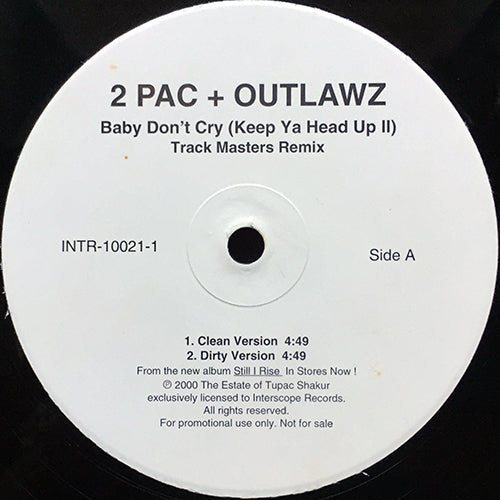 2 PAC + OUTLAWZ
Baby Don't Cry (Keep Ya Head Up II)
Track Masters Remix
INTR-10021-1
Side A
1. Clean Version 4:49
2. Dirty Version 4:49
From the new album Still I Rise In Stores Now !
℗ 2000 The Estate of Tupac Shakur
exclusively licensed to Interscope Records.
All rights reserved.
For promotional use only. Not for sale